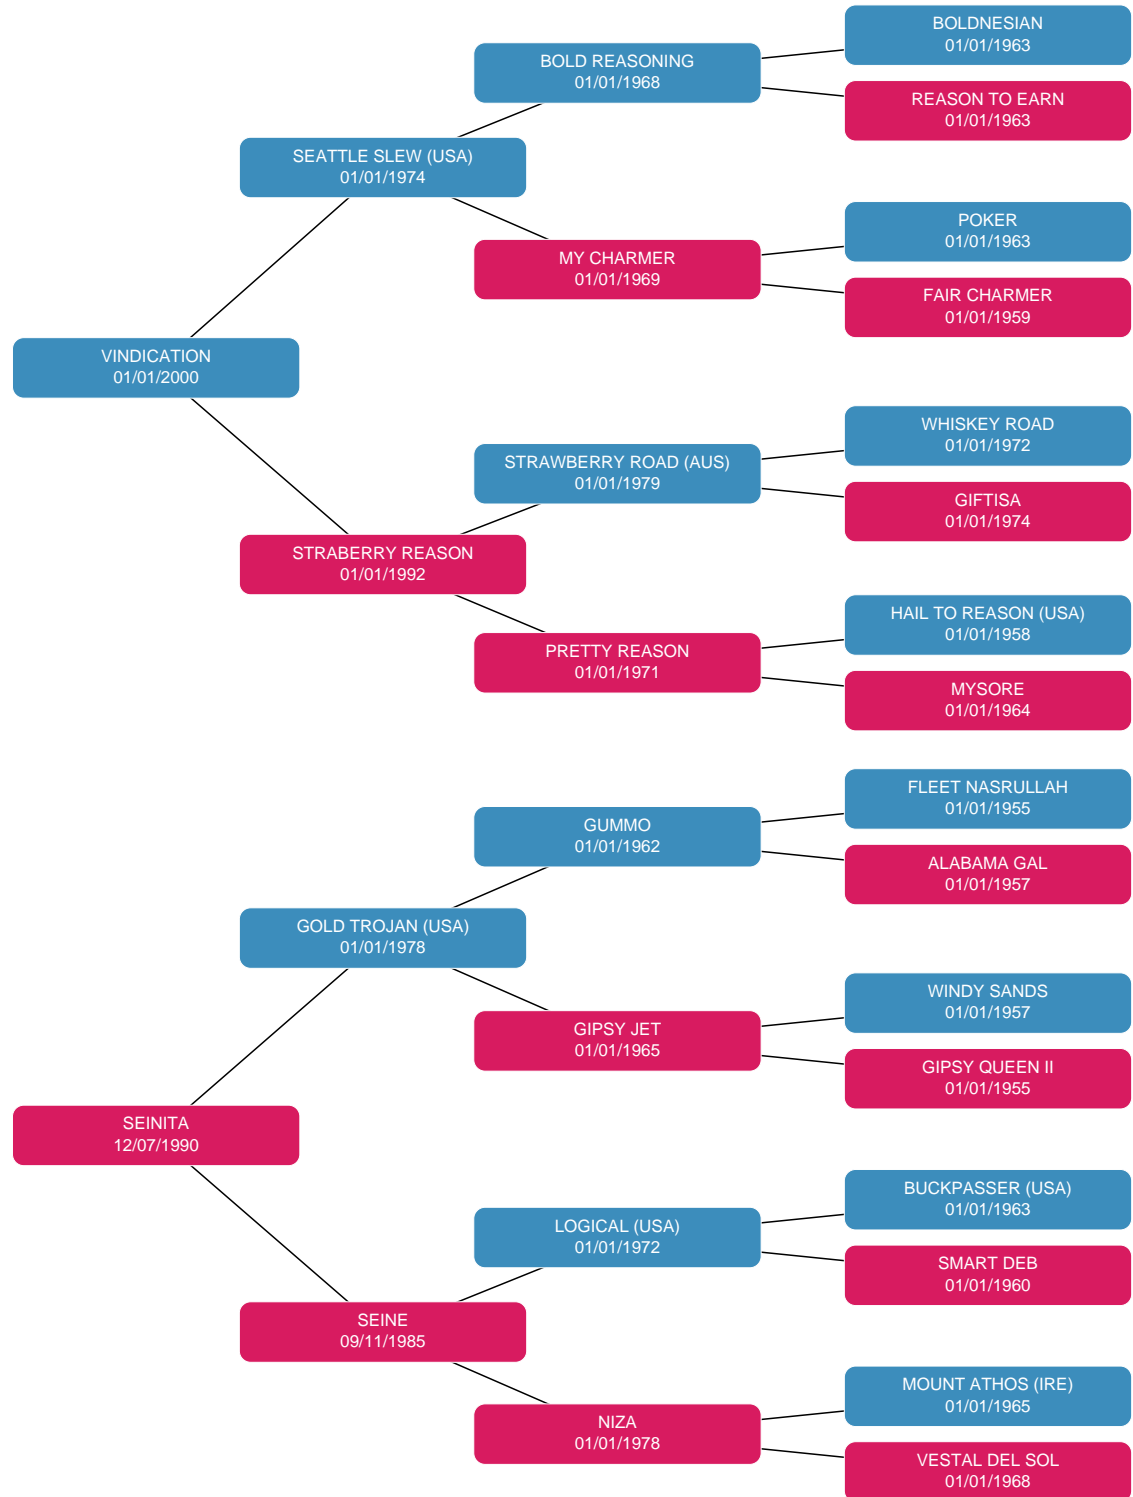 BOLDNESIAN
01/01/1963
BOLD REASONING
01/01/1968
REASON TO EARN
01/01/1963
SEATTLE SLEW (USA)
01/01/1974
POKER
01/01/1963
MY CHARMER
01/01/1969
FAIR CHARMER
01/01/1959
VINDICATION
01/01/2000
WHISKEY ROAD
01/01/1972
STRAWBERRY ROAD (AUS)
01/01/1979
GIFTISA
01/01/1974
STRABERRY REASON
01/01/1992
HAIL TO REASON (USA)
01/01/1958
PRETTY REASON
01/01/1971
MYSORE
01/01/1964
FLEET NASRULLAH
01/01/1955
GUMMO
01/01/1962
ALABAMA GAL
01/01/1957
GOLD TROJAN (USA)
01/01/1978
WINDY SANDS
01/01/1957
GIPSY JET
01/01/1965
GIPSY QUEEN II
01/01/1955
SEINITA
12/07/1990
BUCKPASSER (USA)
01/01/1963
LOGICAL (USA)
01/01/1972
SMART DEB
01/01/1960
SEINE
09/11/1985
MOUNT ATHOS (IRE)
01/01/1965
NIZA
01/01/1978
VESTAL DEL SOL
01/01/1968